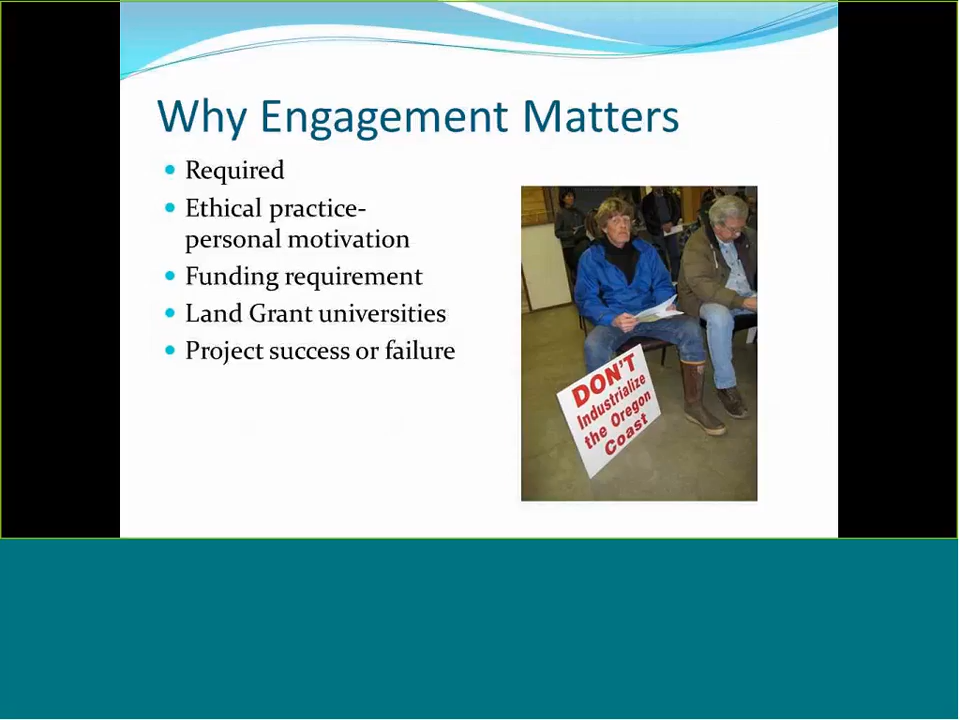 Why Engagement Matters
Required
Ethical practice-
personal motivation
Funding requirement
Land Grant universities
Project success or failure
DON'T
Industrialize
the Oregon
Coast